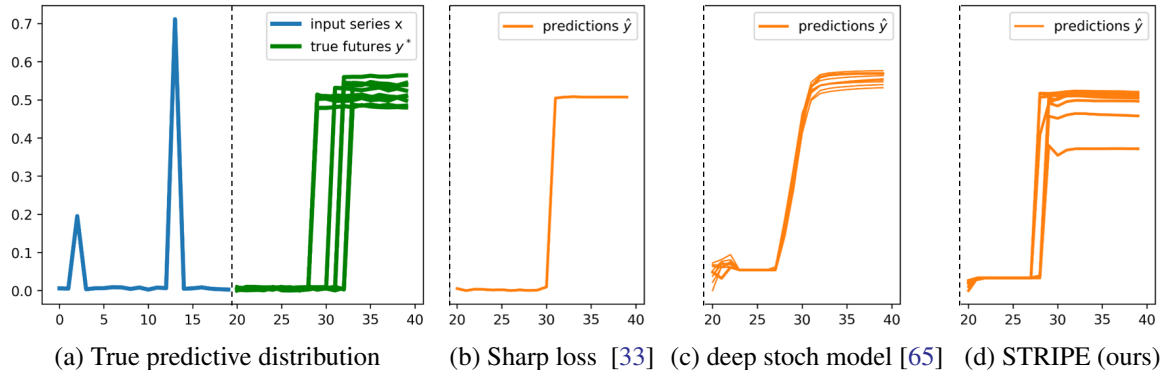 0.7
0.6
0.5
0.4
0.3
0.2
0.1
0.0
input series x
true futures y*
predictions ŷ
predictions ŷ
predictions ŷ
0 5 10 15 20 25 30 35 40
20 25 30 35 40
20 25 30 35 40
20 25 30 35 40
(a) True predictive distribution (b) Sharp loss [33] (c) deep stoch model [65] (d) STRIPE (ours)